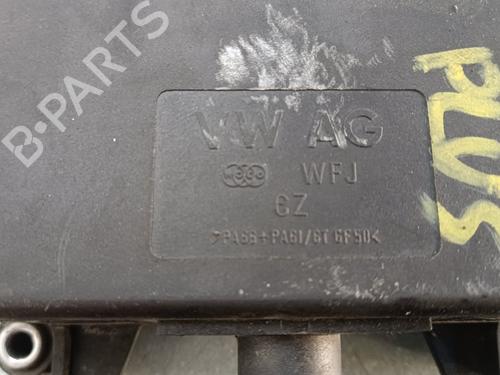 B-PARTS
VW AG
WFJ
6Z
>PA66+PA6I/6T GF50<
PLUS